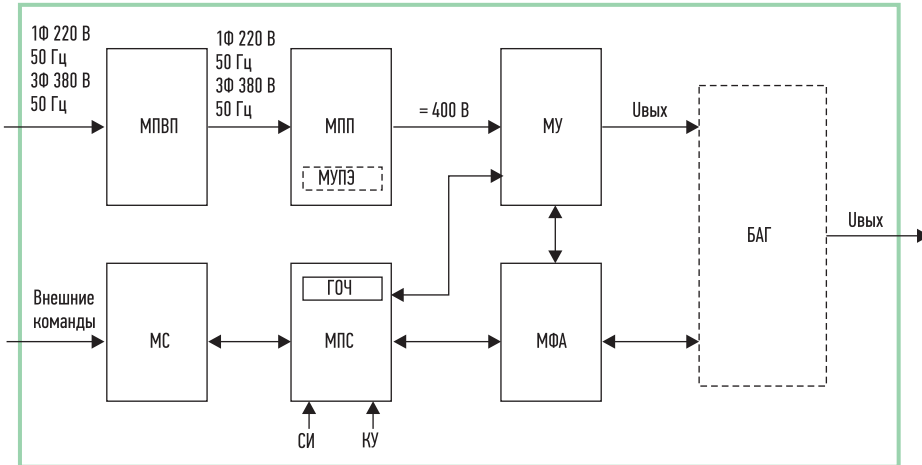 1Ф 220 В
50 Гц
3Ф 380 В
50 Гц
МПВП
1Ф 220 В
50 Гц
3Ф 380 В
50 Гц
МПП
МУПЭ
= 400 В
МУ
Uвых
БАГ
Uвых
Внешние
команды
МС
ГОЧ
МПС
МФА
СИ
КУ